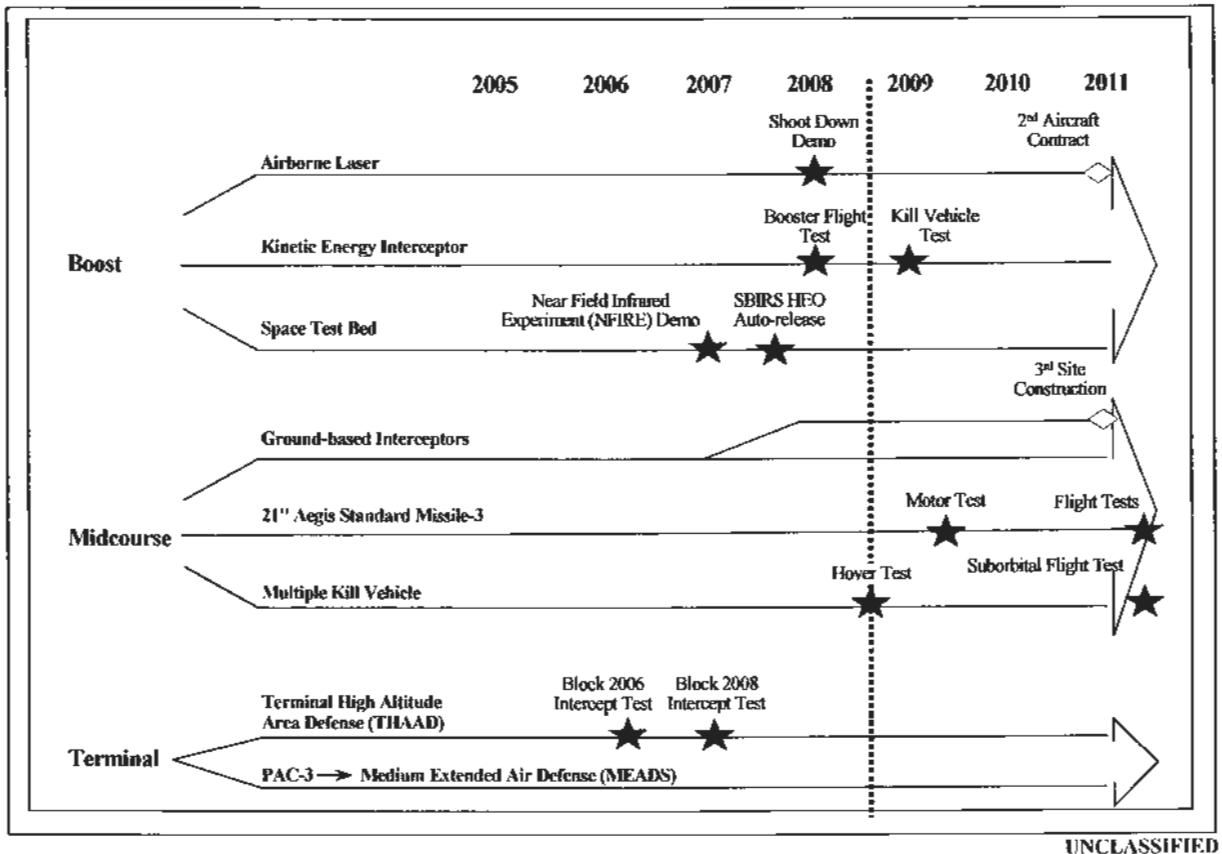 2005 2006 2007 2008 2009 2010 2011
Shoot Down
Demo
2nd Aircraft
Contract
Airborne Laser
Boost
Kinetic Energy Interceptor
Booster Flight
Test
Kill Vehicle
Test
Space Test Bed
Near Field Infrared
Experiment (NFIRE) Demo
SBIRS HEO
Auto-release
3rd Site
Construction
Ground-based Interceptors
Midcourse
21" Aegis Standard Missile-3
Motor Test
Flight Tests
Multiple Kill Vehicle
Hover Test
Suborbital Flight Test
Terminal
Terminal High Altitude
Area Defense (THAAD)
Block 2006
Intercept Test
Block 2008
Intercept Test
PAC-3 → Medium Extended Air Defense (MEADS)
UNCLASSIFIED